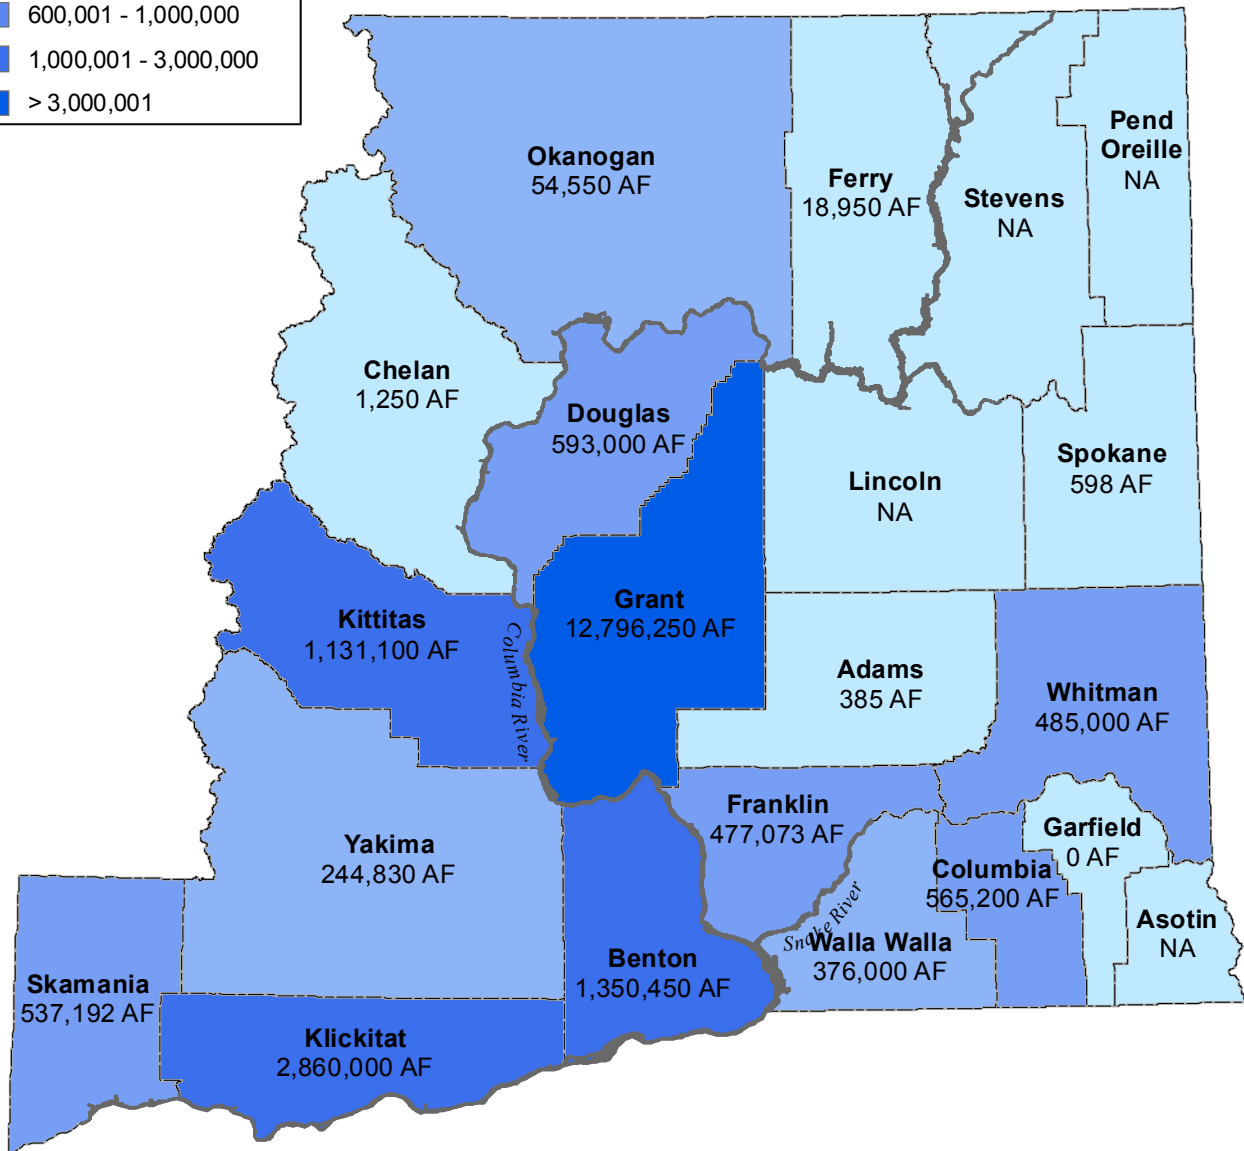 600,001 - 1,000,000
1,000,001 - 3,000,000
> 3,000,001
Okanogan
54,550 AF
Ferry
18,950 AF
Stevens
NA
Pend
Oreille
NA
Chelan
1,250 AF
Douglas
593,000 AF
Lincoln
NA
Spokane
598 AF
Kittitas
1,131,100 AF
Columbia River
Grant
12,796,250 AF
Adams
385 AF
Whitman
485,000 AF
Yakima
244,830 AF
Franklin
477,073 AF
Garfield
0 AF
Columbia
565,200 AF
Asotin
NA
Snake River
Walla Walla
376,000 AF
Benton
1,350,450 AF
Skamania
537,192 AF
Klickitat
2,860,000 AF